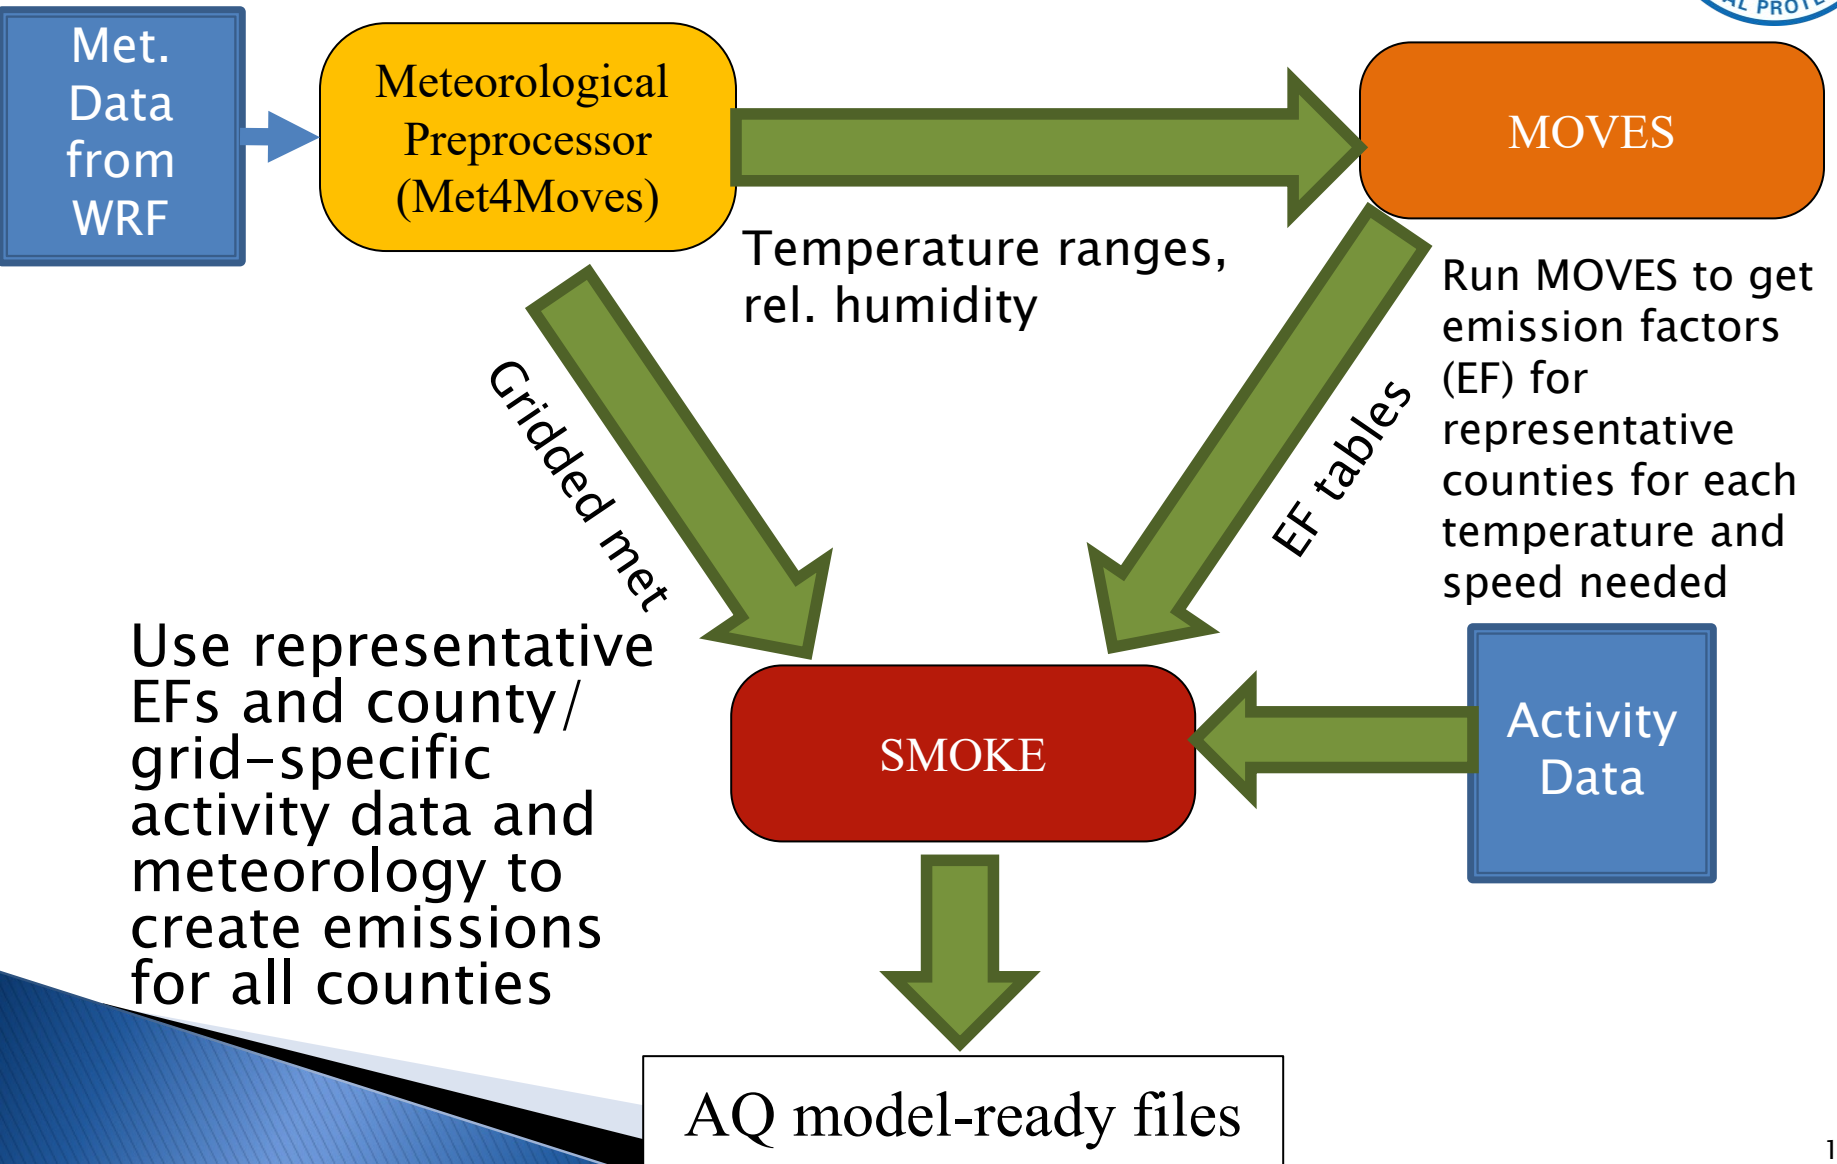 Met.
Data
from
WRF
Meteorological
Preprocessor
(Met4Moves)
MOVES
Temperature ranges,
rel. humidity
Run MOVES to get
emission factors
(EF) for
representative
counties for each
temperature and
speed needed
Gridded met
EF tables
Use representative
EFs and county/
grid-specific
activity data and
meteorology to
create emissions
for all counties
SMOKE
Activity
Data
AQ model-ready files
1